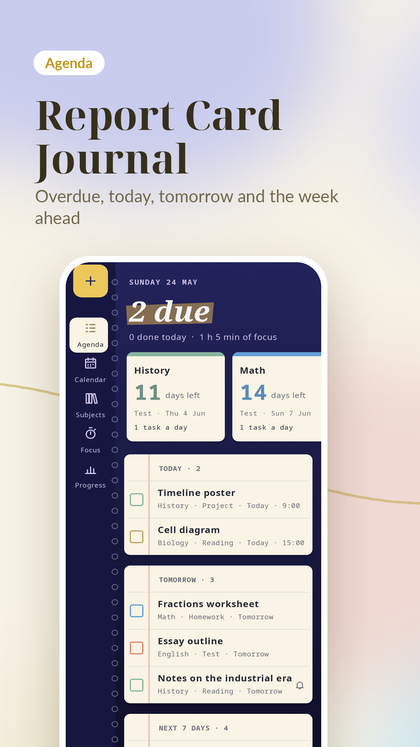 Agenda
Report Card
Journal
Overdue, today, tomorrow and the week
ahead
SUNDAY 24 MAY
2 due
0 done today · 1 h 5 min of focus
Agenda
Calendar
Subjects
Focus
Progress
History
11 days left
Test · Thu 4 Jun
1 task a day
Math
14 days left
Test · Sun 7 Jun
1 task a day
TODAY · 2
Timeline poster
History · Project · Today · 9:00
Cell diagram
Biology · Reading · Today · 15:00
TOMORROW · 3
Fractions worksheet
Math · Homework · Tomorrow
Essay outline
English · Test · Tomorrow
Notes on the industrial era
History · Reading · Tomorrow
NEXT 7 DAYS · 4